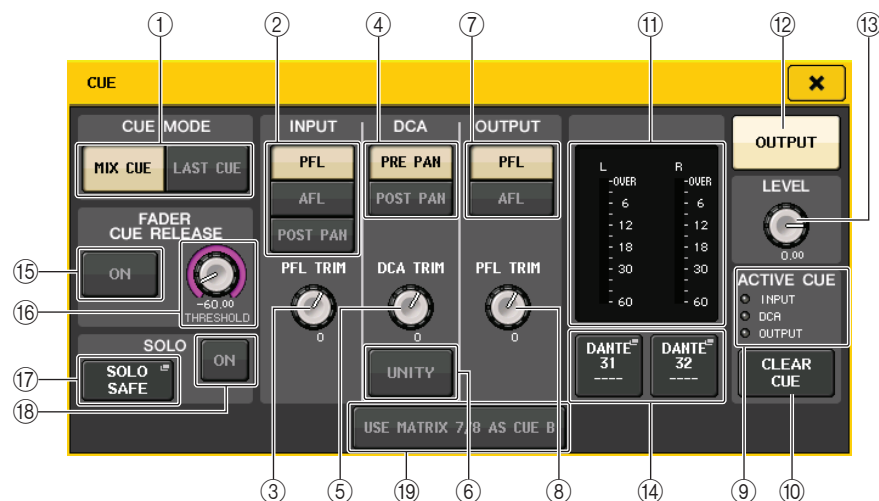 ① ② ④ ⑦ ⑪ ⑫ ⑬
CUE
CUE MODE
MIX CUE LAST CUE
INPUT
PFL
AFL
POST PAN
DCA
PRE PAN
POST PAN
OUTPUT
PFL
AFL
L R
OVER OVER
6 6
12 12
18 18
30 30
60 60
OUTPUT
LEVEL
0.00
⑮
FADER
CUE RELEASE
ON
-60.00
THRESHOLD
⑯
PFL TRIM
0
DCA TRIM
0
PFL TRIM
0
ACTIVE CUE
INPUT
DCA
OUTPUT
⑰
SOLO
SOLO
SAFE
ON
⑱
UNITY
DANTE
31
----
DANTE
32
----
CLEAR
CUE
USE MATRIX 7/8 AS CUE B
③ ⑤ ⑲ ⑥ ⑧ ⑭ ⑨ ⑩